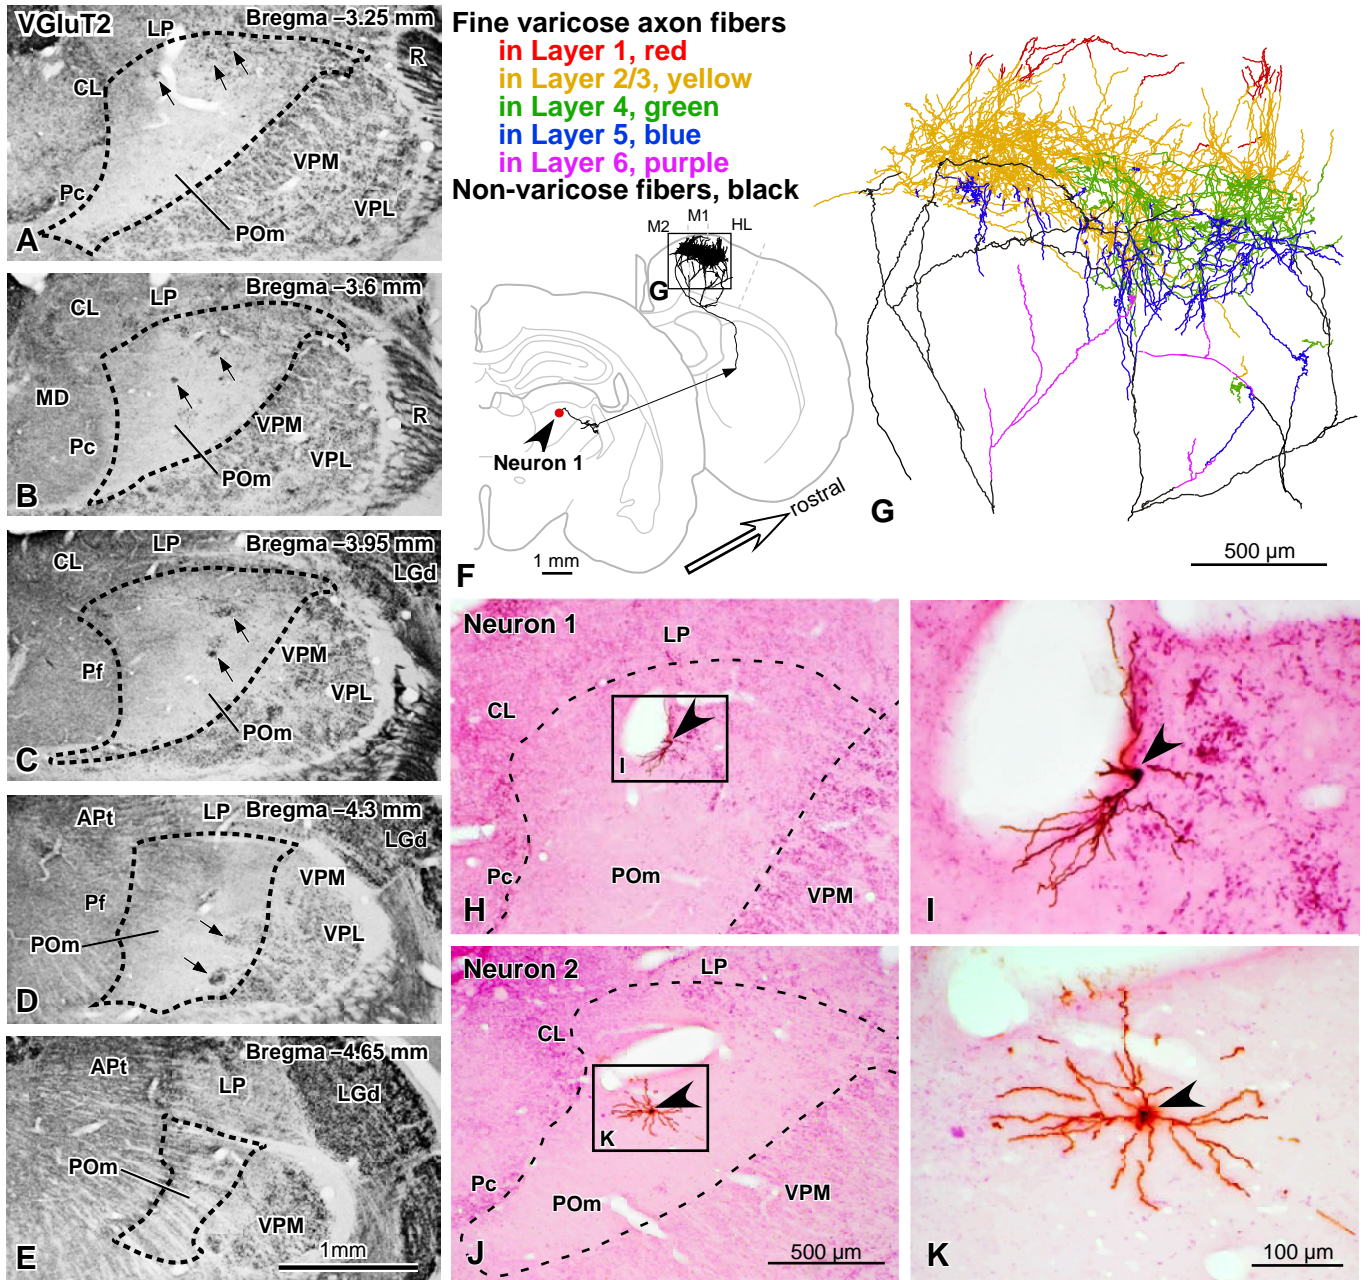 VGluT2
LP
Bregma –3.25 mm
R
CL
VPM
Pc
VPL
POm
A
LP
Bregma –3.6 mm
CL
MD
VPM
R
Pc
VPL
POm
B
LP
Bregma –3.95 mm
CL
LGd
Pf
VPM
VPL
POm
C
APt
LP
Bregma –4.3 mm
LGd
VPM
Pf
VPL
POm
D
Bregma –4.65 mm
APt
LP
LGd
POm
VPM
1mm
E
Fine varicose axon fibers
in Layer 1, red
in Layer 2/3, yellow
in Layer 4, green
in Layer 5, blue
in Layer 6, purple
Non-varicose fibers, black
M2
M1
HL
G
Neuron 1
rostral
1 mm
F
G
500 µm
Neuron 1
LP
CL
I
Pc
POm
VPM
H
I
Neuron 2
LP
CL
K
Pc
POm
VPM
500 µm
J
K
100 µm